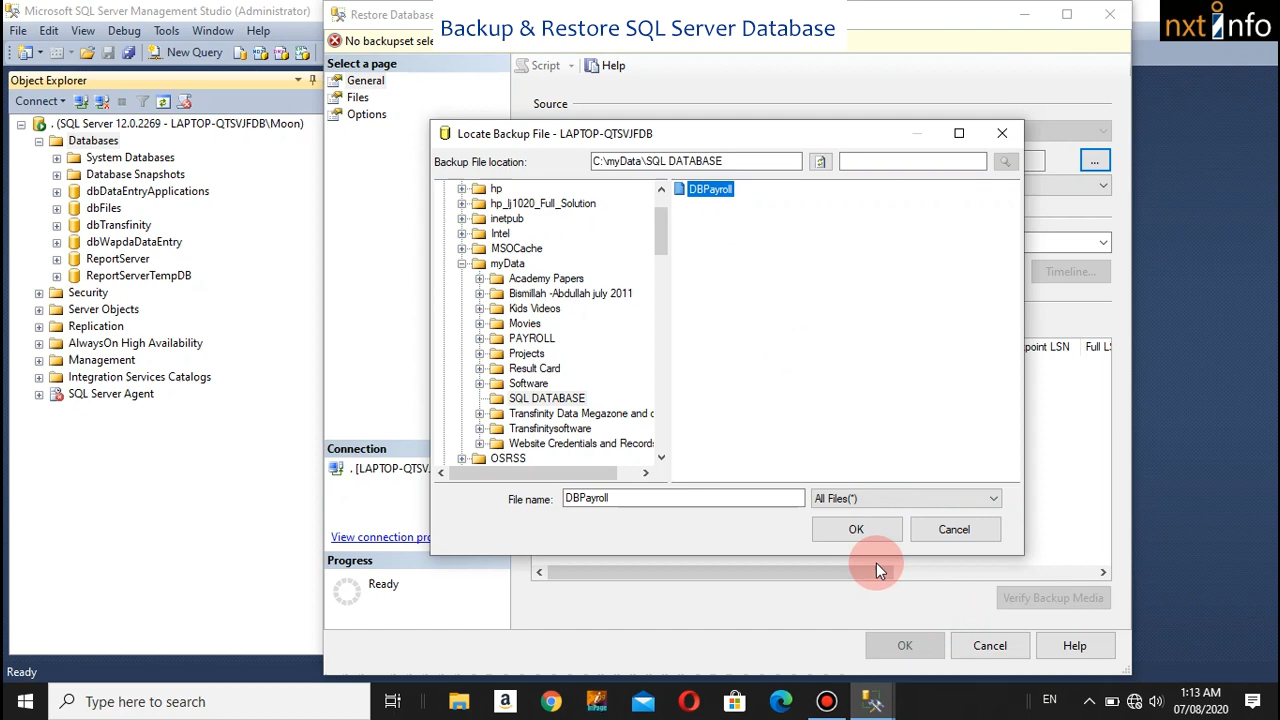 Microsoft SQL Server Management Studio (Administrator)
File Edit View Debug Tools Window Help
New Query
Object Explorer
Connect
. (SQL Server 12.0.2269 - LAPTOP-QTSVJFDB\Moon)
Databases
System Databases
Database Snapshots
dbDataEntryApplications
dbFiles
dbTransfinity
dbWapdaDataEntry
ReportServer
ReportServerTempDB
Security
Server Objects
Replication
AlwaysOn High Availability
Management
Integration Services Catalogs
SQL Server Agent
Ready
Restore Databas
Backup & Restore SQL Server Database
nxt info
No backupset sele
Select a page
General
Files
Options
Script
Help
Source
...
Timeline...
point LSN Full L
Connection
. [LAPTOP-QTSV
View connection pro
Progress
Ready
Verify Backup Media
OK Cancel Help
Locate Backup File - LAPTOP-QTSVJFDB
Backup File location: C:\myData\SQL DATABASE
hp
hp_lj1020_Full_Solution
inetpub
Intel
MSOCache
myData
Academy Papers
Bismillah -Abdullah july 2011
Kids Videos
Movies
PAYROLL
Projects
Result Card
Software
SQL DATABASE
Transfinity Data Megazone and c
Transfinitysoftware
Website Credentials and Records
OSRSS
DBPayroll
File name: DBPayroll All Files(*)
OK Cancel
Type here to search
EN
1:13 AM
07/08/2020